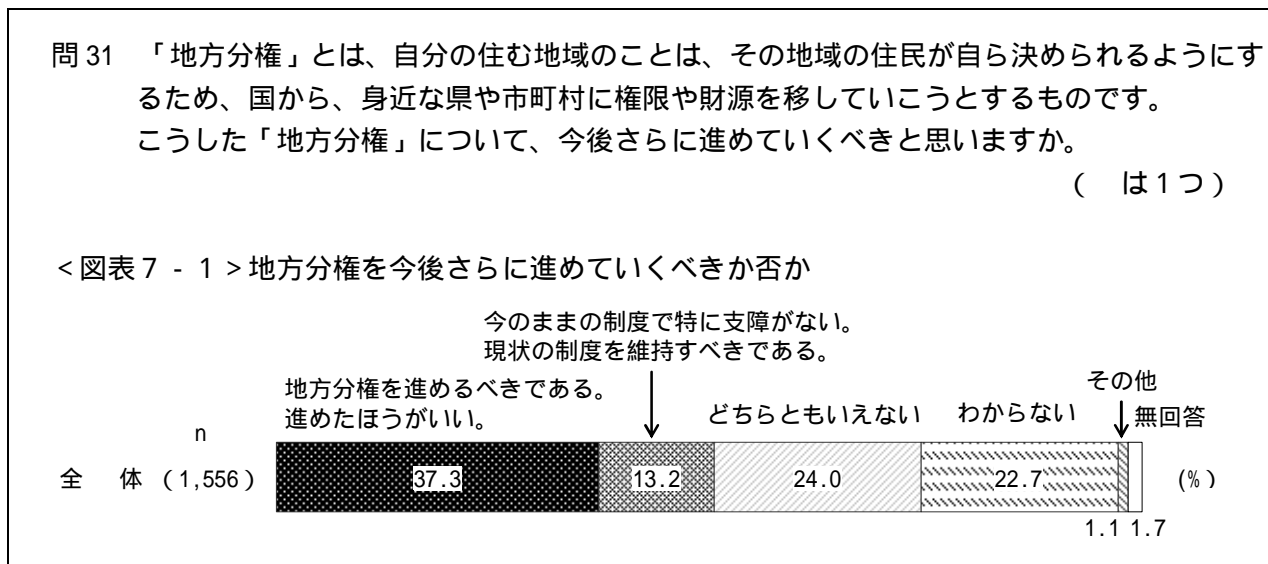 問31 「地方分権」とは、自分の住む地域のことは、その地域の住民が自ら決められるようにす
るため、国から、身近な県や市町村に権限や財源を移していこうとするものです。
こうした「地方分権」について、今後さらに進めていくべきと思いますか。
(　は1つ)
<図表7-1>地方分権を今後さらに進めていくべきか否か
今のままの制度で特に支障がない。
現状の制度を維持すべきである。
地方分権を進めるべきである。
進めたほうがいい。
どちらともいえない
わからない
その他
無回答
n
全 体 (1,556)
37.3
13.2
24.0
22.7
(%)
1.1
1.7